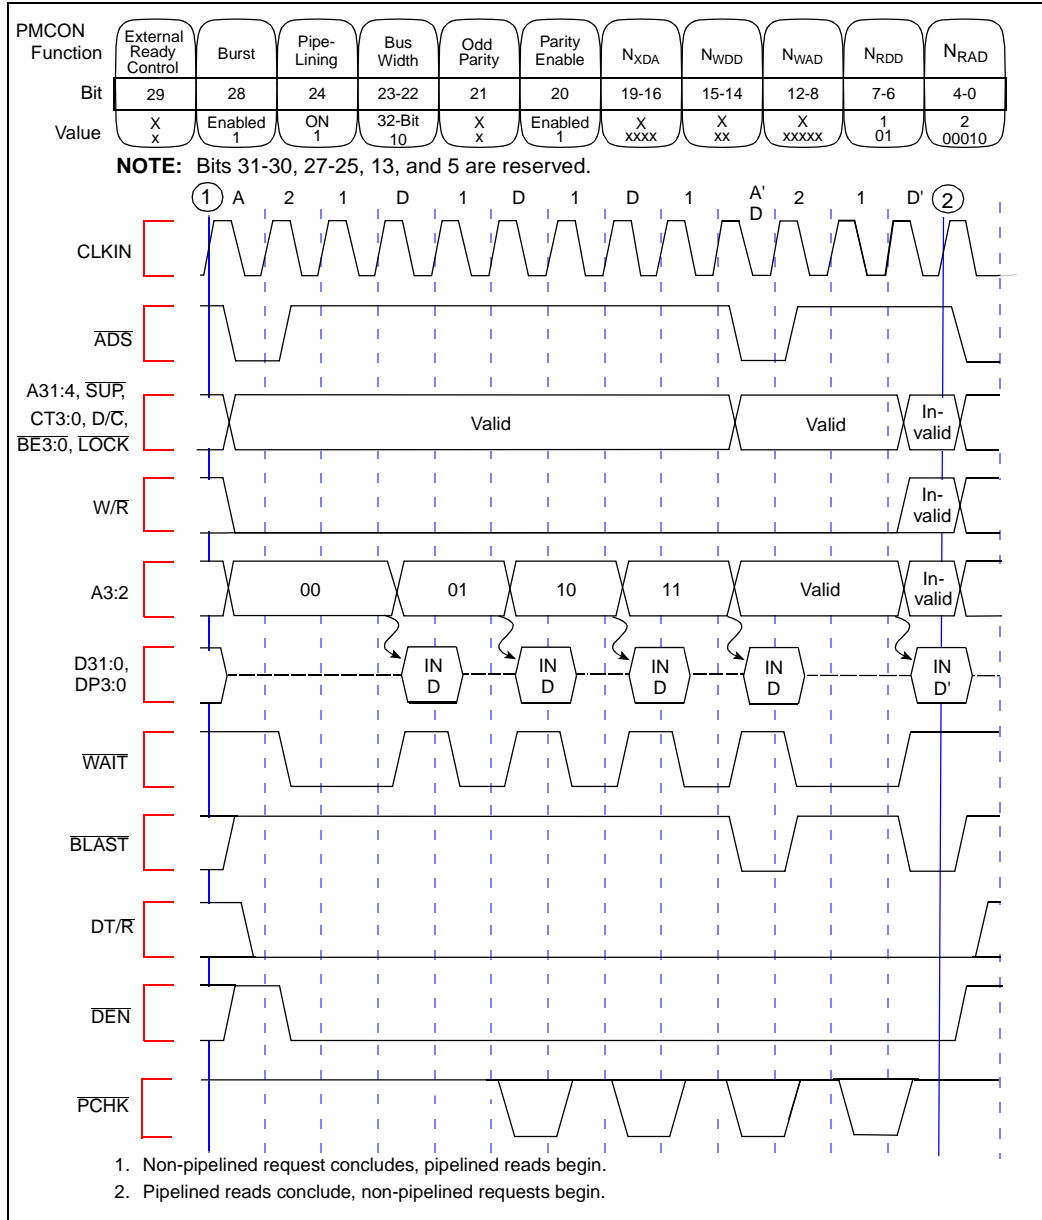 PMCON Function
External Ready Control
Burst
Pipe-Lining
Bus Width
Odd Parity
Parity Enable
NXDA
NWDD
NWAD
NRDD
NRAD
Bit 29 28 24 23-22 21 20 19-16 15-14 12-8 7-6 4-0
Value
X x
Enabled 1
ON 1
32-Bit 10
X x
Enabled 1
X xxxx
X xx
X xxxxx
1 01
2 00010
NOTE: Bits 31-30, 27-25, 13, and 5 are reserved.
1 A 2 1 D 1 D 1 D 1 A' D 2 1 D' 2
CLKIN
ADS
A31:4, SUP,
CT3:0, D/C,
BE3:0, LOCK
Valid Valid In-valid
W/R In-valid
A3:2 00 01 10 11 Valid In-valid
D31:0,
DP3:0
IN D IN D IN D IN D IN D'
WAIT
BLAST
DT/R
DEN
PCHK
1. Non-pipelined request concludes, pipelined reads begin.
2. Pipelined reads conclude, non-pipelined requests begin.